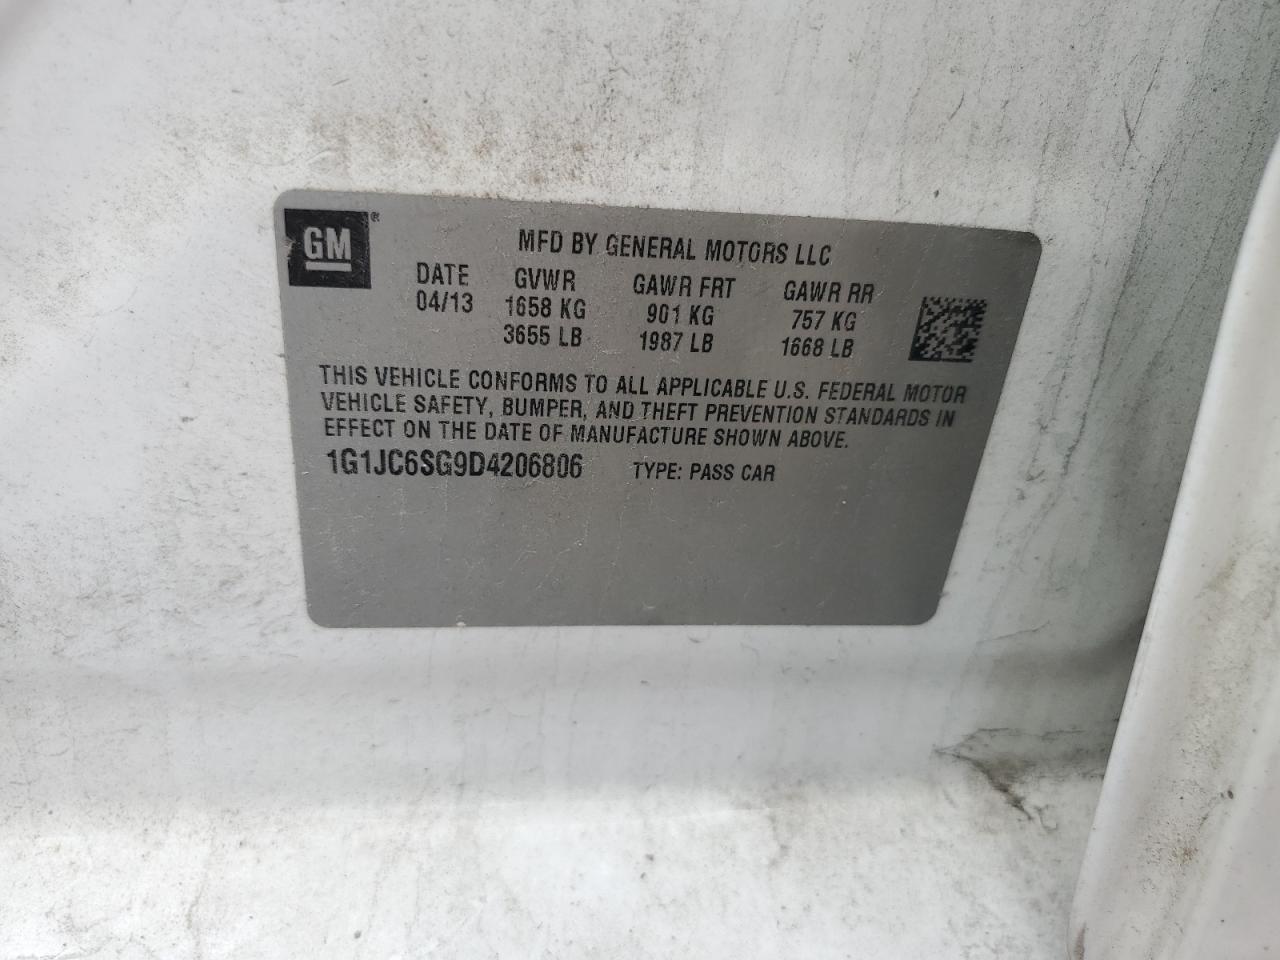 GM®
MFD BY GENERAL MOTORS LLC
DATE GVWR GAWR FRT GAWR RR
04/13 1658 KG 901 KG 757 KG
3655 LB 1987 LB 1668 LB
THIS VEHICLE CONFORMS TO ALL APPLICABLE U.S. FEDERAL MOTOR
VEHICLE SAFETY, BUMPER, AND THEFT PREVENTION STANDARDS IN
EFFECT ON THE DATE OF MANUFACTURE SHOWN ABOVE.
1G1JC6SG9D4206806 TYPE: PASS CAR